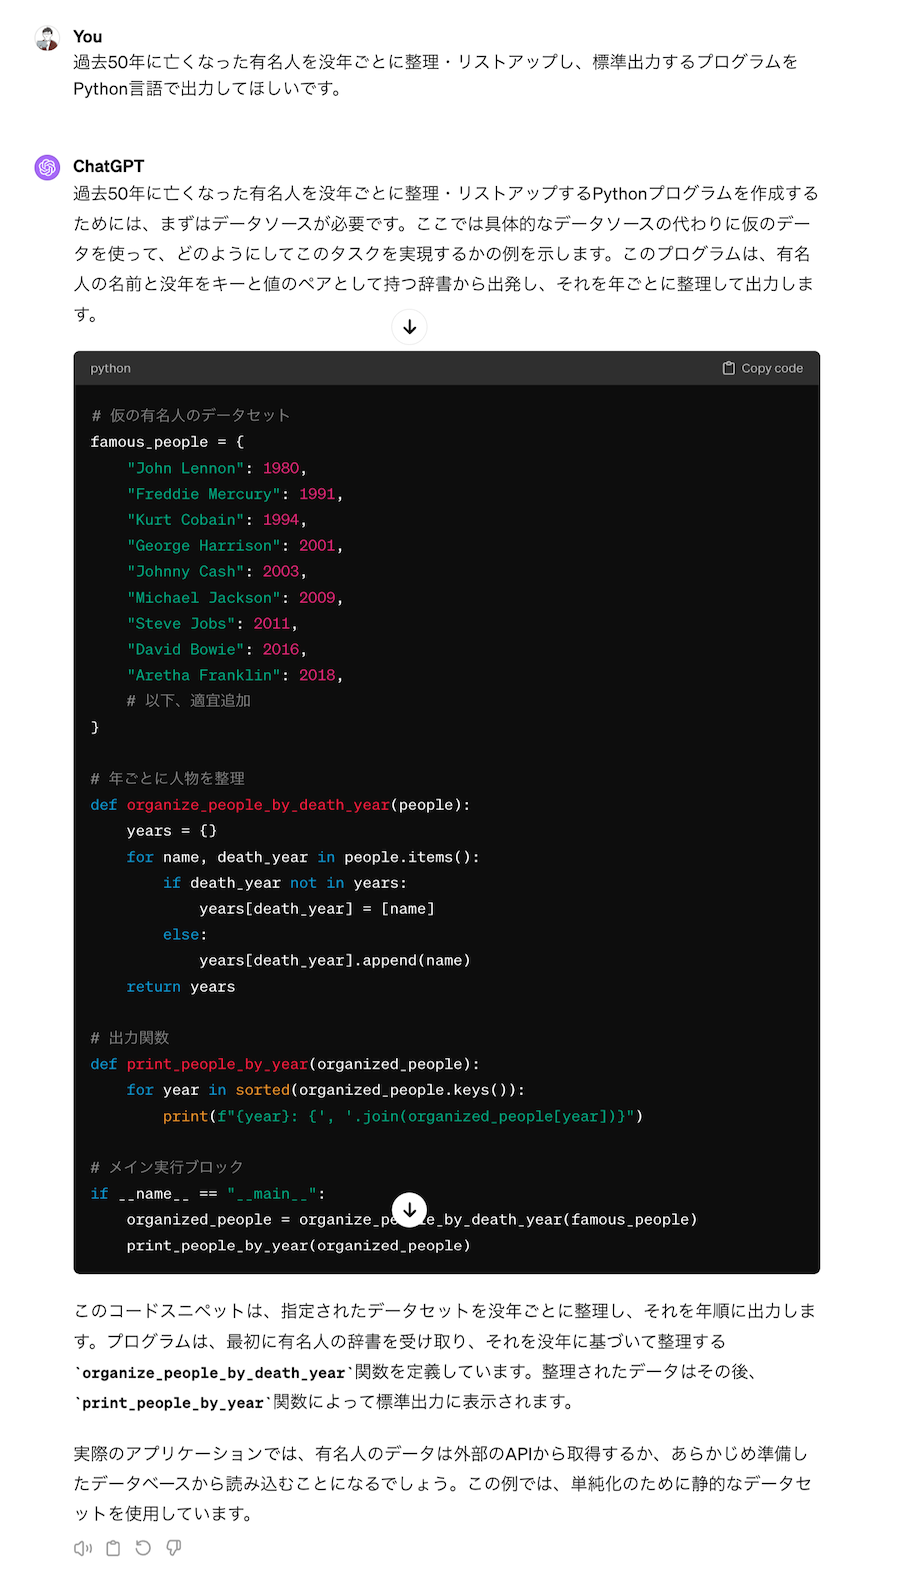 You
過去50年に亡くなった有名人を没年ごとに整理・リストアップし、標準出力するプログラムを
Python言語で出力してほしいです。
ChatGPT
過去50年に亡くなった有名人を没年ごとに整理・リストアップするPythonプログラムを作成する
ためには、まずはデータソースが必要です。ここでは具体的なデータソースの代わりに仮のデー
タを使って、どのようにしてこのタスクを実現するかの例を示します。このプログラムは、有名
人の名前と没年をキーと値のペアとして持つ辞書から出発し、それを年ごとに整理して出力しま
す。
python Copy code
# 仮の有名人のデータセット
famous_people = {
    "John Lennon": 1980,
    "Freddie Mercury": 1991,
    "Kurt Cobain": 1994,
    "George Harrison": 2001,
    "Johnny Cash": 2003,
    "Michael Jackson": 2009,
    "Steve Jobs": 2011,
    "David Bowie": 2016,
    "Aretha Franklin": 2018,
    # 以下、適宜追加
}
# 年ごとに人物を整理
def organize_people_by_death_year(people):
    years = {}
    for name, death_year in people.items():
        if death_year not in years:
            years[death_year] = [name]
        else:
            years[death_year].append(name)
    return years
# 出力関数
def print_people_by_year(organized_people):
    for year in sorted(organized_people.keys()):
        print(f"{year}: {', '.join(organized_people[year])}")
# メイン実行ブロック
if __name__ == "__main__":
    organized_people = organize_people_by_death_year(famous_people)
    print_people_by_year(organized_people)
このコードスニペットは、指定されたデータセットを没年ごとに整理し、それを年順に出力しま
す。プログラムは、最初に有名人の辞書を受け取り、それを没年に基づいて整理する
`organize_people_by_death_year`関数を定義しています。整理されたデータはその後、
`print_people_by_year`関数によって標準出力に表示されます。
実際のアプリケーションでは、有名人のデータは外部のAPIから取得するか、あらかじめ準備し
たデータベースから読み込むことになるでしょう。この例では、単純化のために静的なデータセ
ットを使用しています。